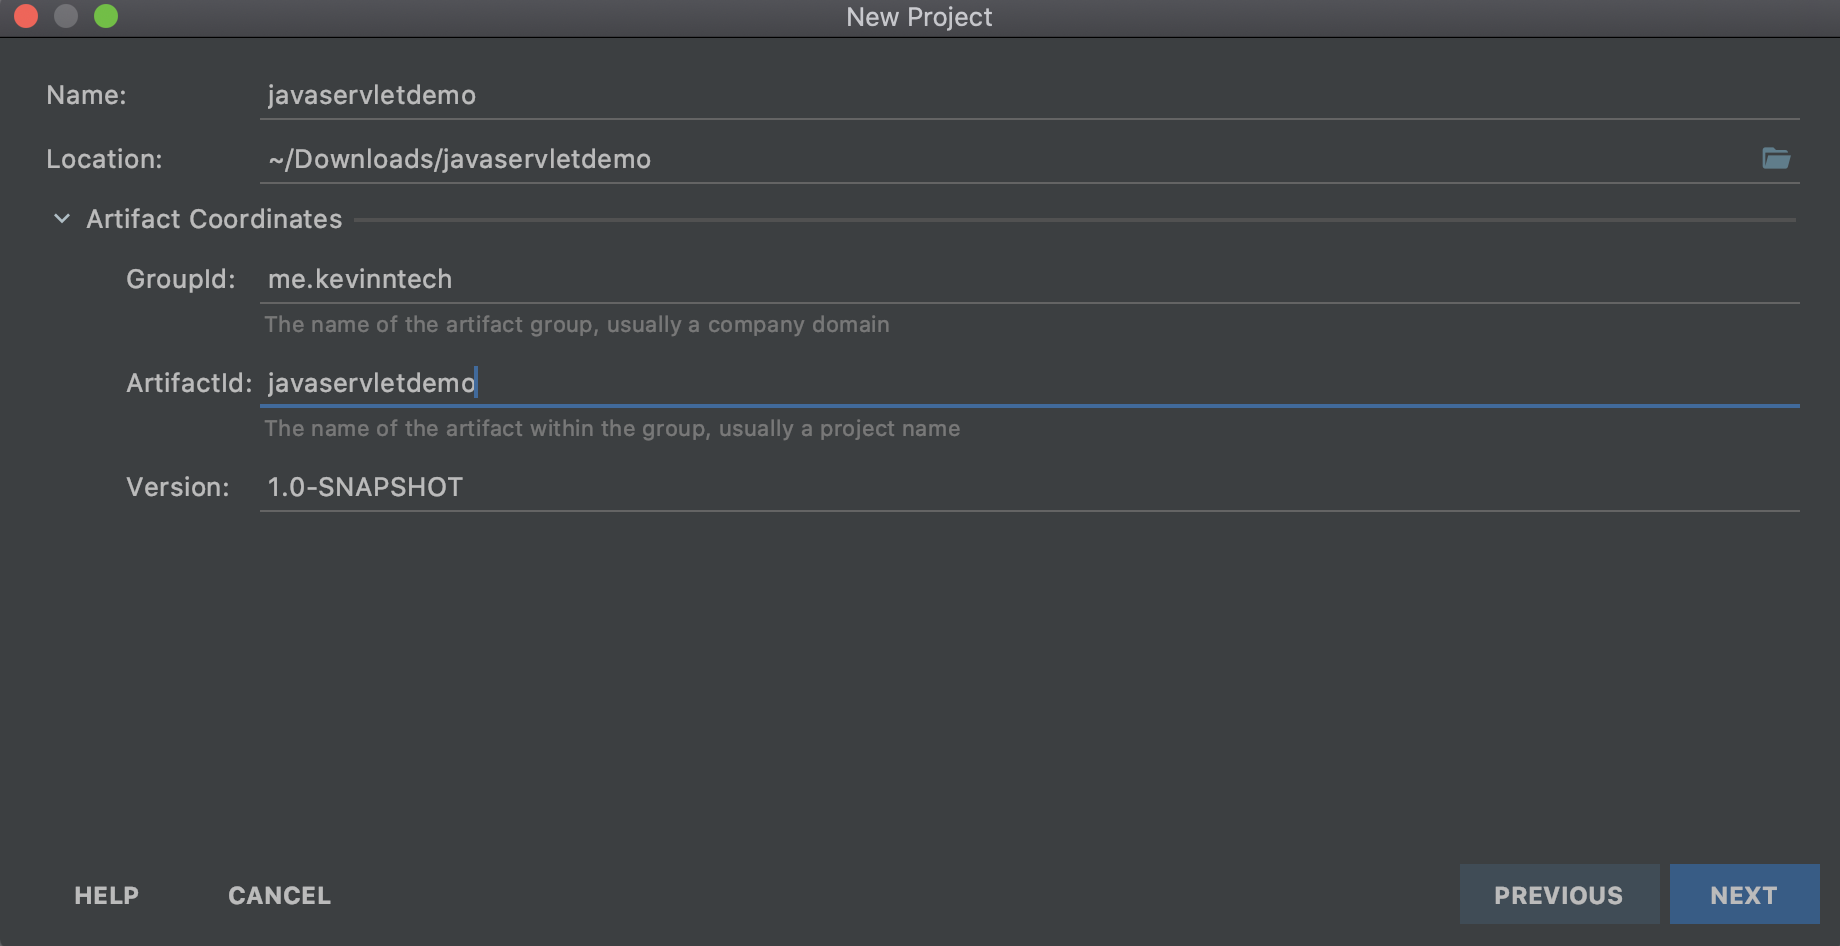 New Project
Name: javaservletdemo
Location: ~/Downloads/javaservletdemo
Artifact Coordinates
GroupId: me.kevinntech
The name of the artifact group, usually a company domain
ArtifactId: javaservletdemo
The name of the artifact within the group, usually a project name
Version: 1.0-SNAPSHOT
HELP CANCEL PREVIOUS NEXT